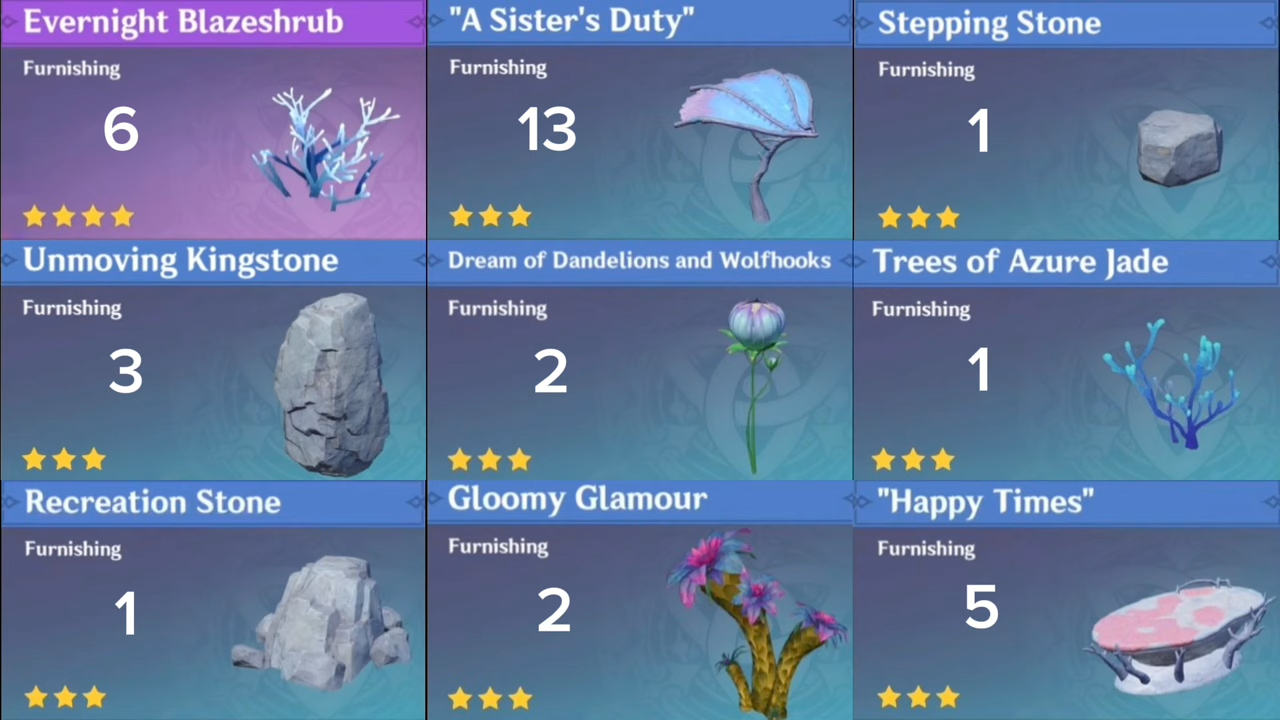 Evernight Blazeshrub
Furnishing
6
"A Sister's Duty"
Furnishing
13
Stepping Stone
Furnishing
1
Unmoving Kingstone
Furnishing
3
Dream of Dandelions and Wolfhooks
Furnishing
2
Trees of Azure Jade
Furnishing
1
Recreation Stone
Furnishing
1
Gloomy Glamour
Furnishing
2
"Happy Times"
Furnishing
5